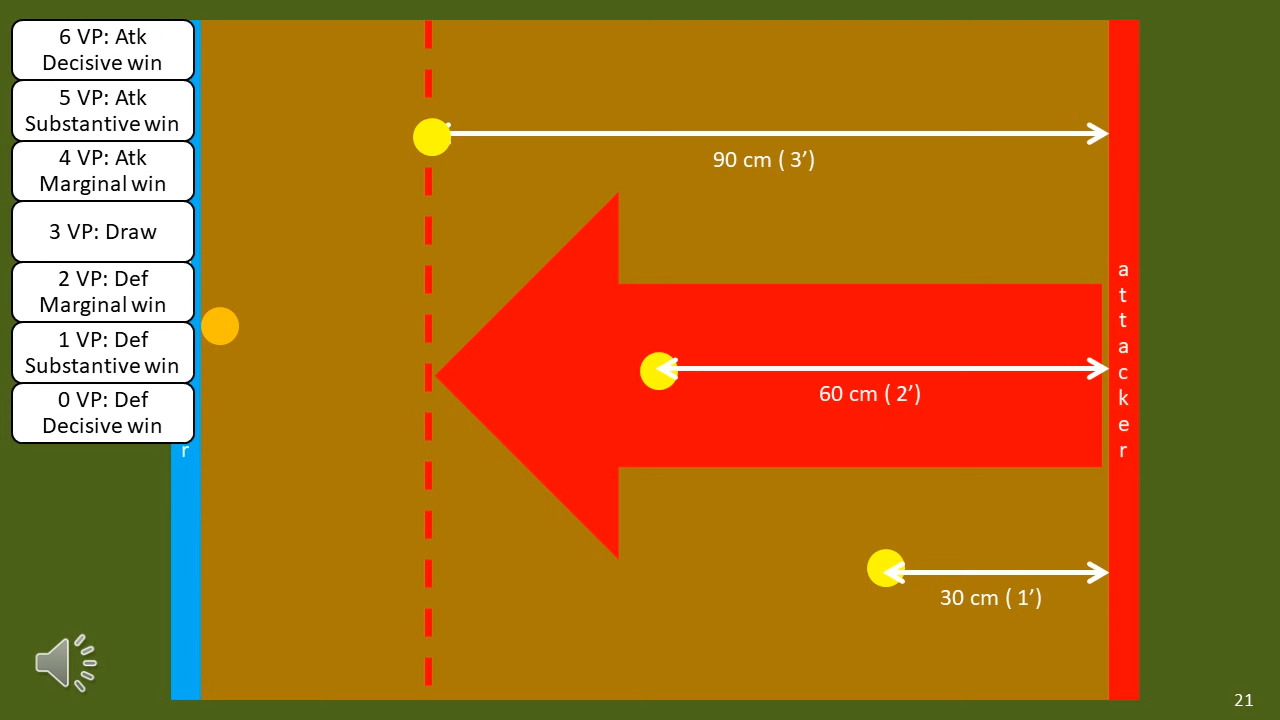 6 VP: Atk
Decisive win
5 VP: Atk
Substantive win
4 VP: Atk
Marginal win
3 VP: Draw
2 VP: Def
Marginal win
1 VP: Def
Substantive win
0 VP: Def
Decisive win
r
90 cm ( 3’)
60 cm ( 2’)
30 cm ( 1’)
a
t
t
a
c
k
e
r
21